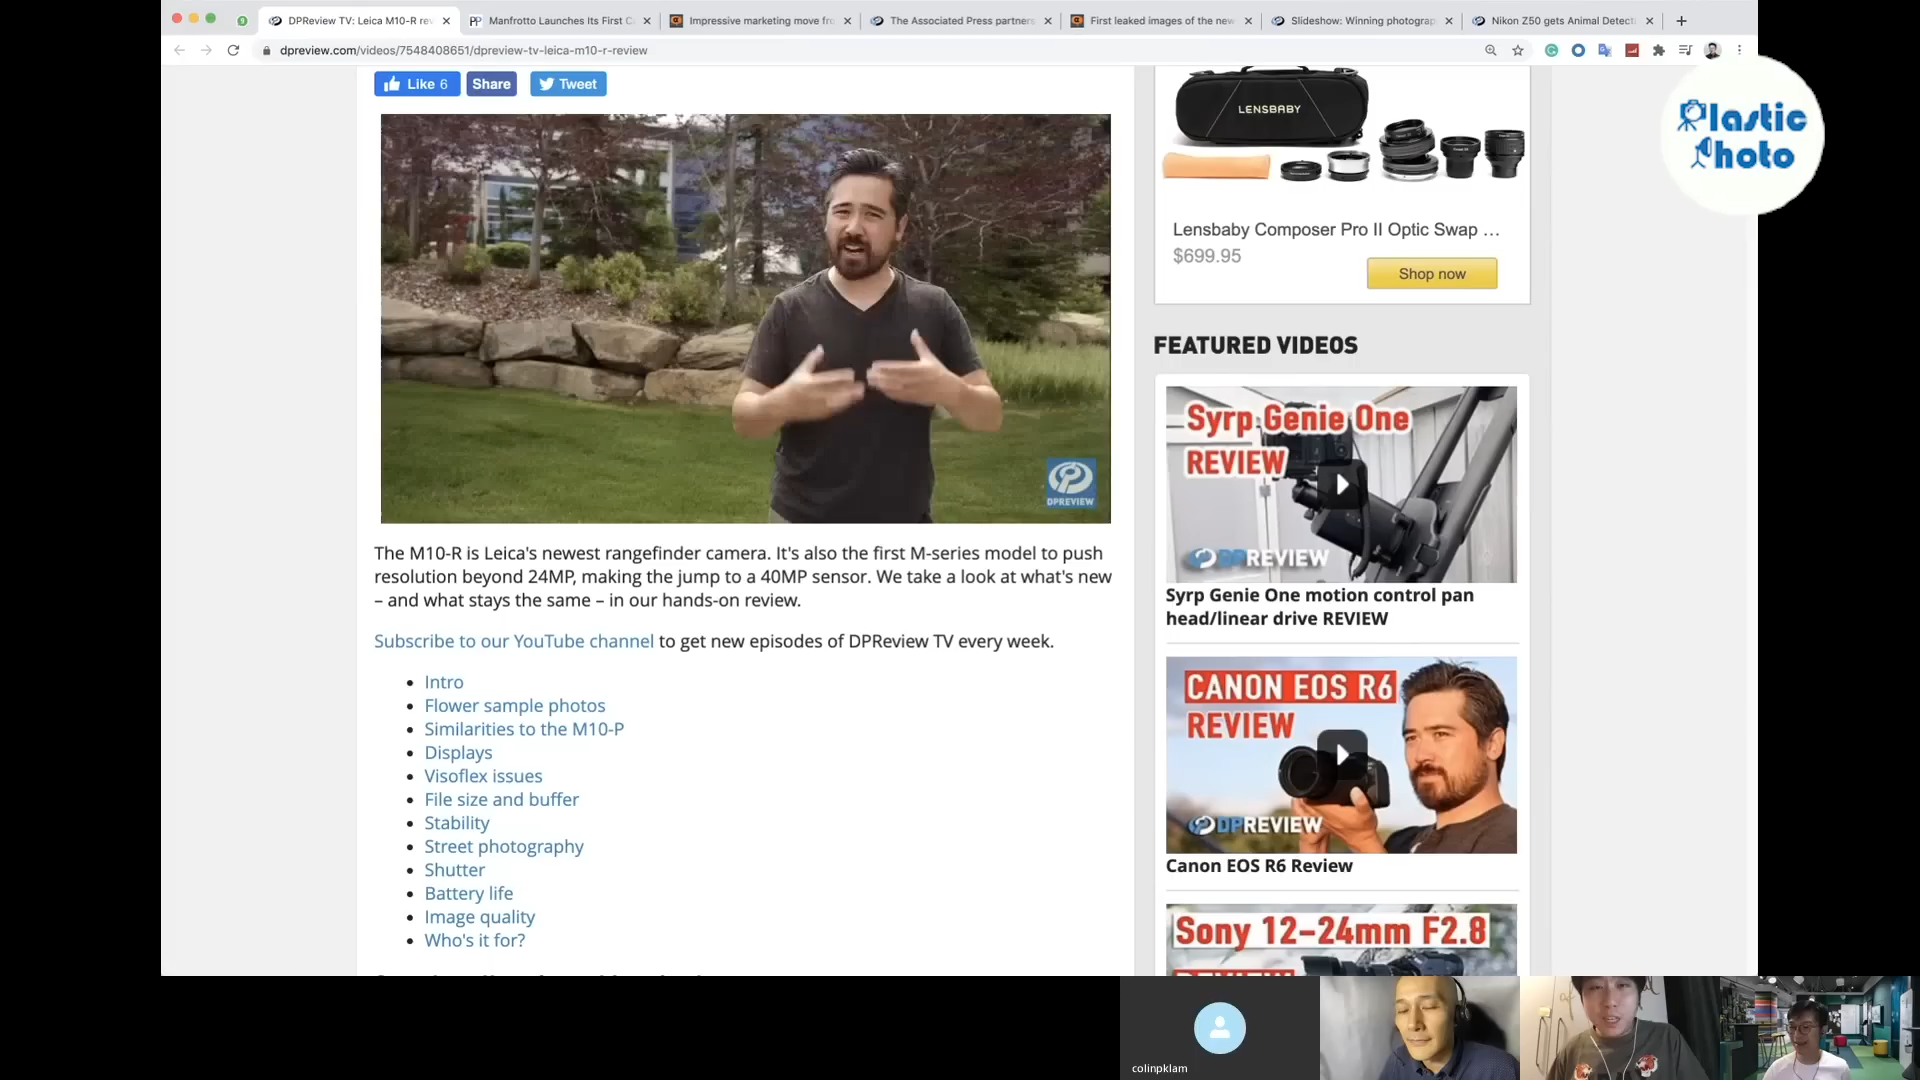 DPReview TV: Leica M10-R rev
Manfrotto Launches Its First C
Impressive marketing move fro
The Associated Press partners
First leaked images of the new
Slideshow: Winning photograp
Nikon Z50 gets Animal Detect
dpreview.com/videos/7548408651/dpreview-tv-leica-m10-r-review
Like 6
Share
Tweet
DPREVIEW
The M10-R is Leica's newest rangefinder camera. It's also the first M-series model to push
resolution beyond 24MP, making the jump to a 40MP sensor. We take a look at what's new
– and what stays the same – in our hands-on review.
Subscribe to our YouTube channel to get new episodes of DPReview TV every week.
Intro
Flower sample photos
Similarities to the M10-P
Displays
Visoflex issues
File size and buffer
Stability
Street photography
Shutter
Battery life
Image quality
Who's it for?
LENSBABY
Lensbaby Composer Pro II Optic Swap …
$699.95
Shop now
FEATURED VIDEOS
Syrp Genie One
REVIEW
DPREVIEW
Syrp Genie One motion control pan
head/linear drive REVIEW
CANON EOS R6
REVIEW
DPREVIEW
Canon EOS R6 Review
Sony 12-24mm F2.8
REVIEW
Plastic
Photo
colinpklam